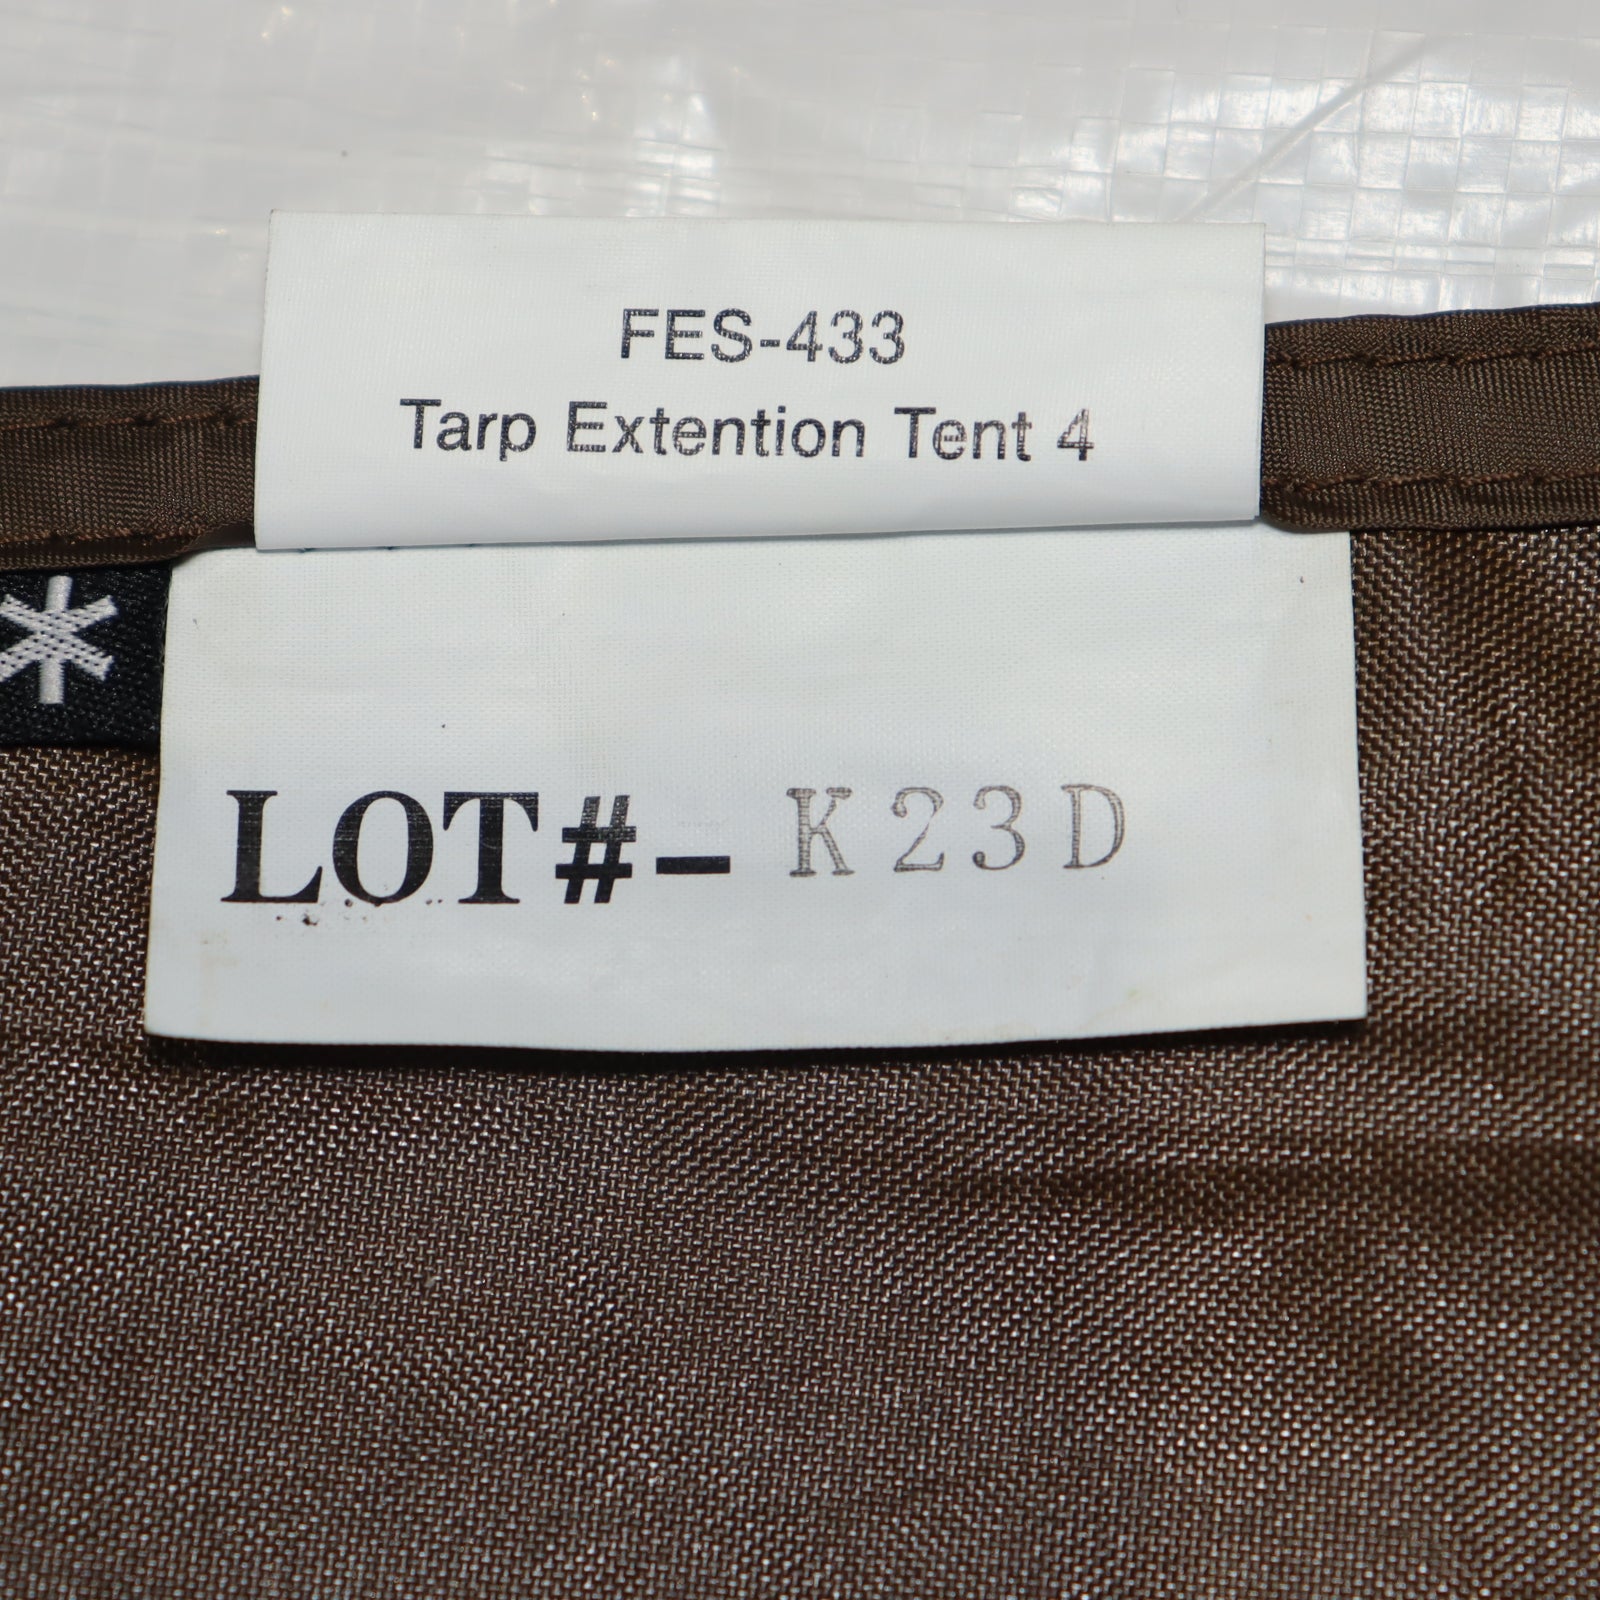 FES-433
Tarp Extention Tent 4
LOT#- K23D